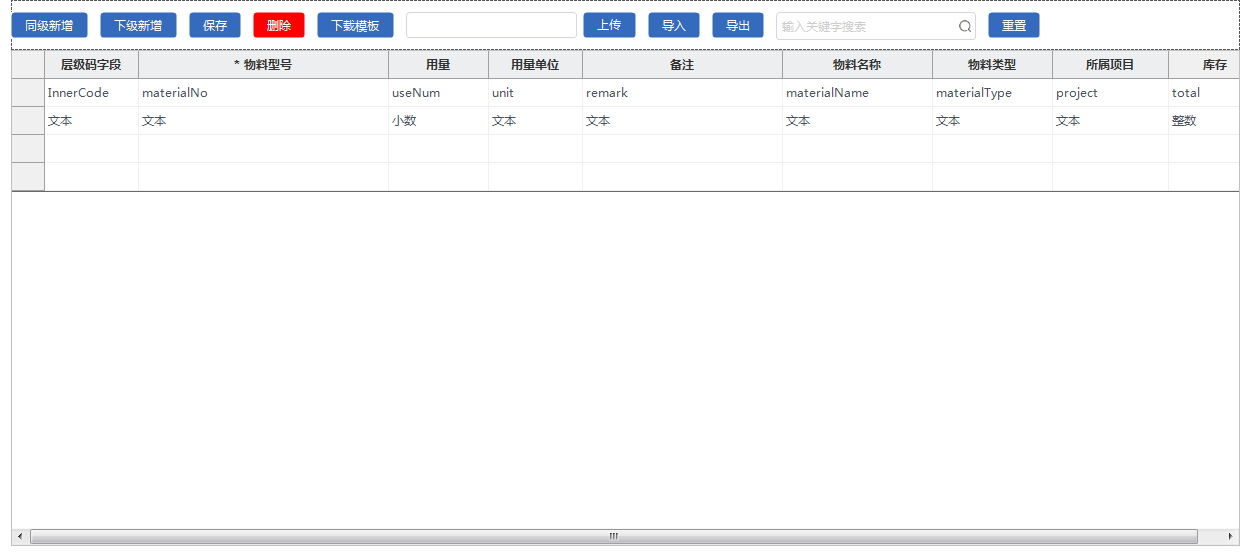 同级新增 下级新增 保存 删除 下载模板 上传 导入 导出 输入关键字搜索 重置
层级码字段 * 物料型号 用量 用量单位 备注 物料名称 物料类型 所属项目 库存
InnerCode materialNo useNum unit remark materialName materialType project total
文本 文本 小数 文本 文本 文本 文本 文本 整数